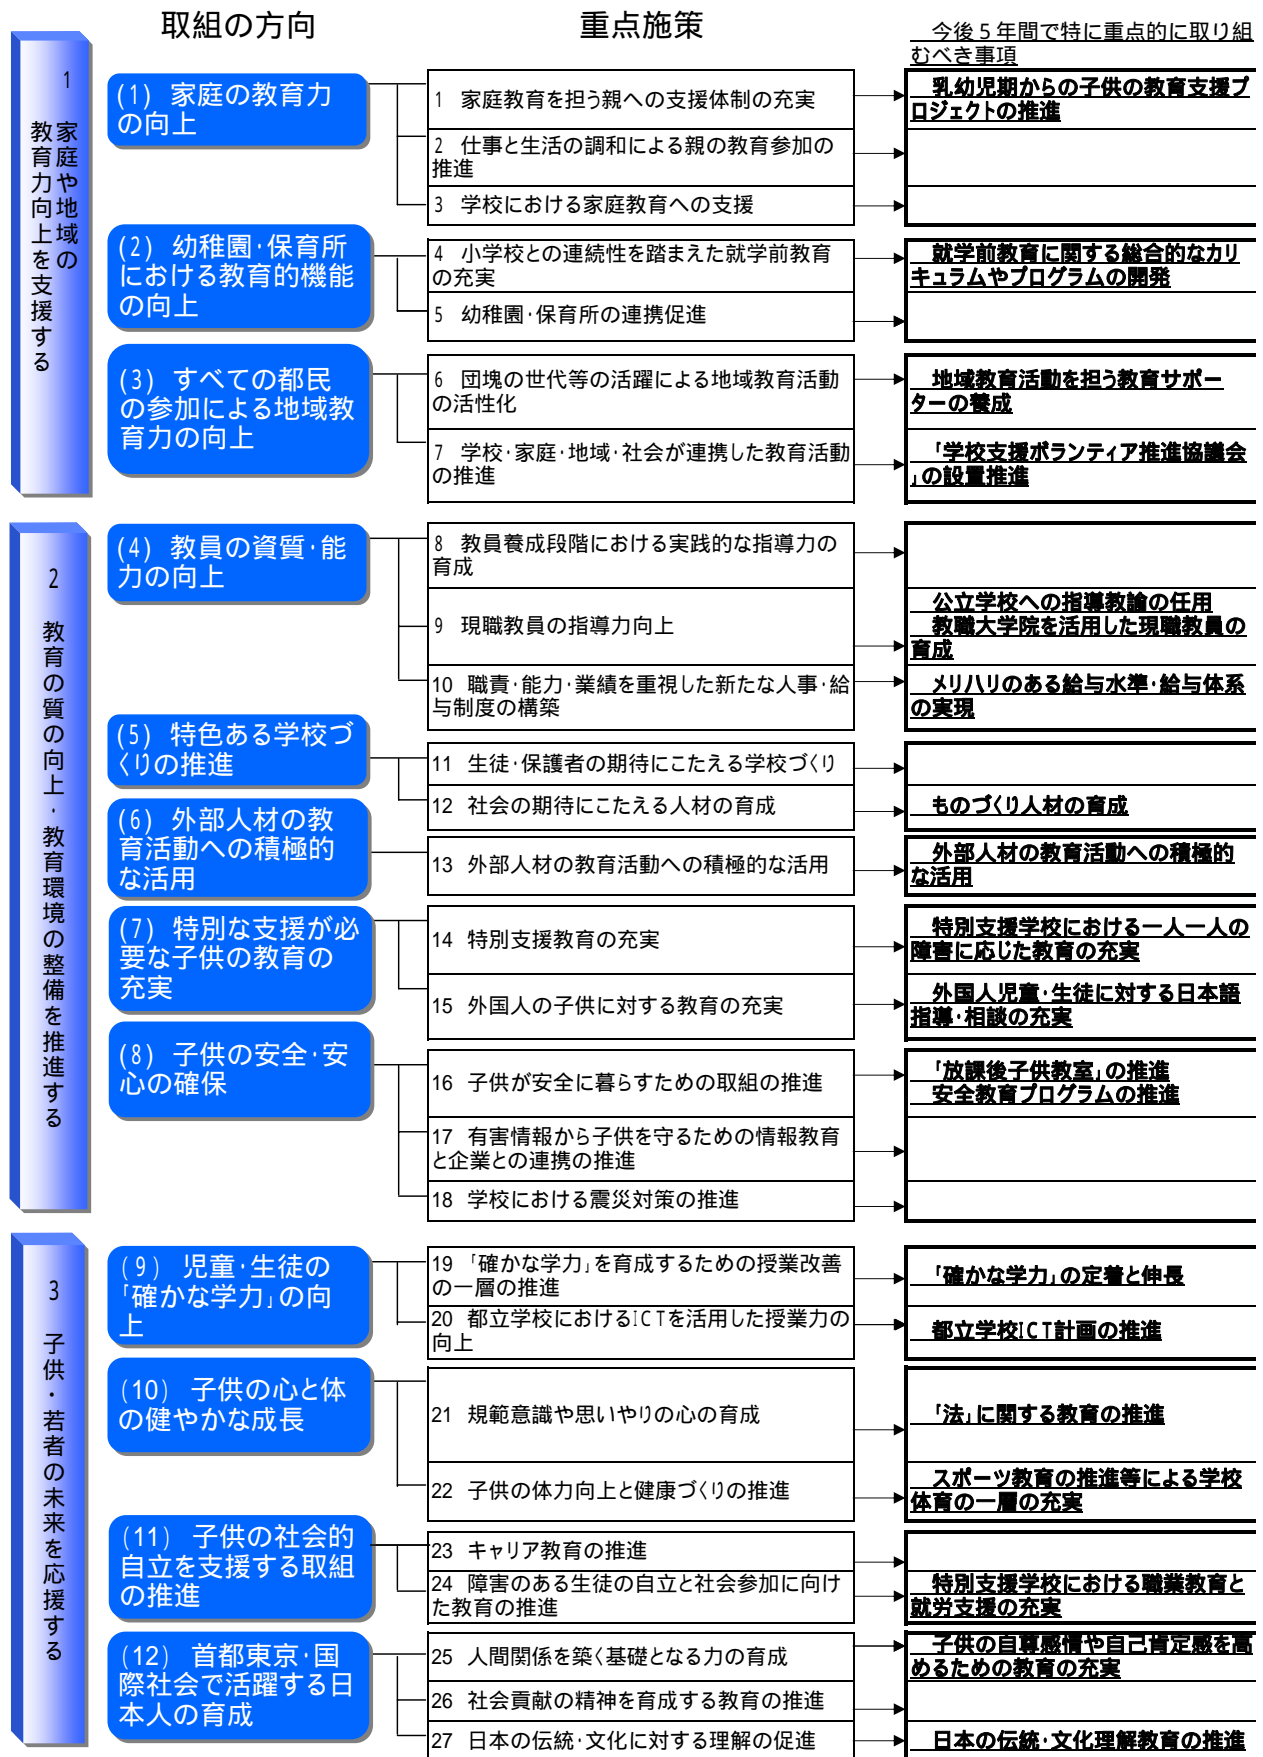 取組の方向
重点施策
今後5年間で特に重点的に取り組
むべき事項
1
家庭や地域の
教育力向上を支援する
(1) 家庭の教育力
の向上
1 家庭教育を担う親への支援体制の充実
乳幼児期からの子供の教育支援プ
ロジェクトの推進
2 仕事と生活の調和による親の教育参加の
推進
3 学校における家庭教育への支援
(2) 幼稚園・保育所
における教育的機能
の向上
4 小学校との連続性を踏まえた就学前教育
の充実
就学前教育に関する総合的なカリ
キュラムやプログラムの開発
5 幼稚園・保育所の連携促進
(3) すべての都民
の参加による地域教
育力の向上
6 団塊の世代等の活躍による地域教育活動
の活性化
地域教育活動を担う教育サポー
ターの養成
7 学校・家庭・地域・社会が連携した教育活動
の推進
「学校支援ボランティア推進協議会
」の設置推進
2
教育の質の向上・教育環境の整備を推進する
(4) 教員の資質・能
力の向上
8 教員養成段階における実践的な指導力の
育成
9 現職教員の指導力向上
公立学校への指導教諭の任用
教職大学院を活用した現職教員の
育成
10 職責・能力・業績を重視した新たな人事・給
与制度の構築
メリハリのある給与水準・給与体系
の実現
(5) 特色ある学校づ
くりの推進
11 生徒・保護者の期待にこたえる学校づくり
12 社会の期待にこたえる人材の育成
ものづくり人材の育成
(6) 外部人材の教
育活動への積極的
な活用
13 外部人材の教育活動への積極的な活用
外部人材の教育活動への積極的
な活用
(7) 特別な支援が必
要な子供の教育の
充実
14 特別支援教育の充実
特別支援学校における一人一人の
障害に応じた教育の充実
15 外国人の子供に対する教育の充実
外国人児童・生徒に対する日本語
指導・相談の充実
(8) 子供の安全・安
心の確保
16 子供が安全に暮らすための取組の推進
「放課後子供教室」の推進
安全教育プログラムの推進
17 有害情報から子供を守るための情報教育
と企業との連携の推進
18 学校における震災対策の推進
3
子供・若者の未来を応援する
(9) 児童・生徒の
「確かな学力」の向
上
19 「確かな学力」を育成するための授業改善
の一層の推進
「確かな学力」の定着と伸長
20 都立学校におけるICTを活用した授業力の
向上
都立学校ICT計画の推進
(10) 子供の心と体
の健やかな成長
21 規範意識や思いやりの心の育成
「法」に関する教育の推進
22 子供の体力向上と健康づくりの推進
スポーツ教育の推進等による学校
体育の一層の充実
(11) 子供の社会的
自立を支援する取組
の推進
23 キャリア教育の推進
24 障害のある生徒の自立と社会参加に向け
た教育の推進
特別支援学校における職業教育と
就労支援の充実
(12) 首都東京・国
際社会で活躍する日
本人の育成
25 人間関係を築く基礎となる力の育成
子供の自尊感情や自己肯定感を高
めるための教育の充実
26 社会貢献の精神を育成する教育の推進
27 日本の伝統・文化に対する理解の促進
日本の伝統・文化理解教育の推進